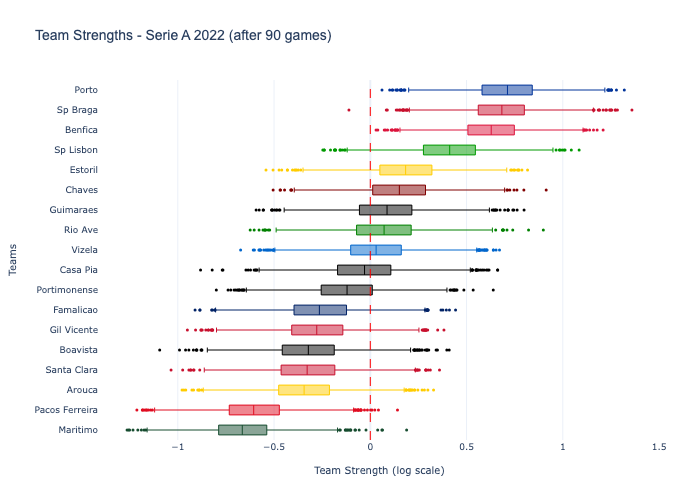 Team Strengths - Serie A 2022 (after 90 games)
Porto
Sp Braga
Benfica
Sp Lisbon
Estoril
Chaves
Guimaraes
Rio Ave
Vizela
Casa Pia
Portimonense
Famalicao
Gil Vicente
Boavista
Santa Clara
Arouca
Pacos Ferreira
Maritimo
Teams
−1
−0.5
0
0.5
1
1.5
Team Strength (log scale)